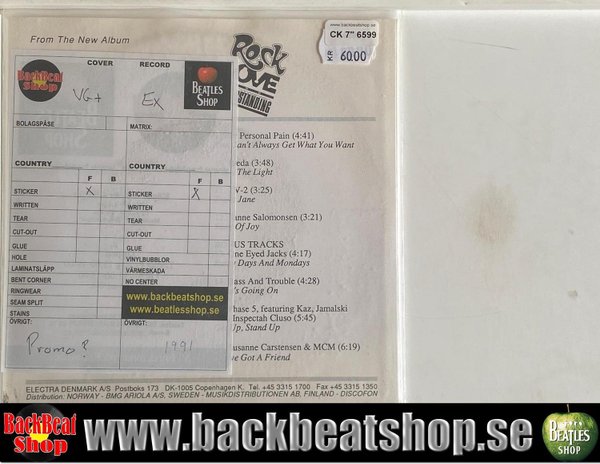 From The New Album
Rock
LOVE
STANDING
www.backbeatshop.se
CK 7" 6599
KR 60.00
BackBeat
Shop
COVER
RECORD
BEATLES
SHOP
VG+
EX
BOLAGSPÅSE
MATRIX:
COUNTRY
COUNTRY
F B
F B
STICKER X
STICKER X
WRITTEN
WRITTEN
TEAR
TEAR
CUT-OUT
CUT-OUT
GLUE
GLUE
HOLE
VINYLBUBBLOR
LAMINATSLÄPP
VÄRMESKADA
BENT CORNER
NO CENTER
RINGWEAR
SEAM SPLIT
STAINS
www.backbeatshop.se
www.beatlesshop.se
ÖVRIGT:
ÖVRIGT:
Promo?
1991
Personal Pain (4:41)
an't Always Get What You Want
eda (3:48)
The Light
V-2 (3:25)
Jane
nne Salomonsen (3:21)
Of Joy
US TRACKS
ne Eyed Jacks (4:17)
Days And Mondays
ass And Trouble (4:28)
's Going On
hase 5, featuring Kaz, Jamalski
Inspectah Cluso (5:45)
Up, Stand Up
usanne Carstensen & MCM (6:19)
ve Got A Friend
ELECTRA DENMARK A/S Postboks 173 DK-1005 Copenhagen K. Tel. +45 3315 1700 Fax +45 3315 1350
Distribution: NORWAY - BMG ARIOLA A/S, SWEDEN - MUSIKDISTRIBUTIONEN AB, FINLAND - DISCOFON
BackBeat
Shop
www.backbeatshop.se
BEATLES
SHOP